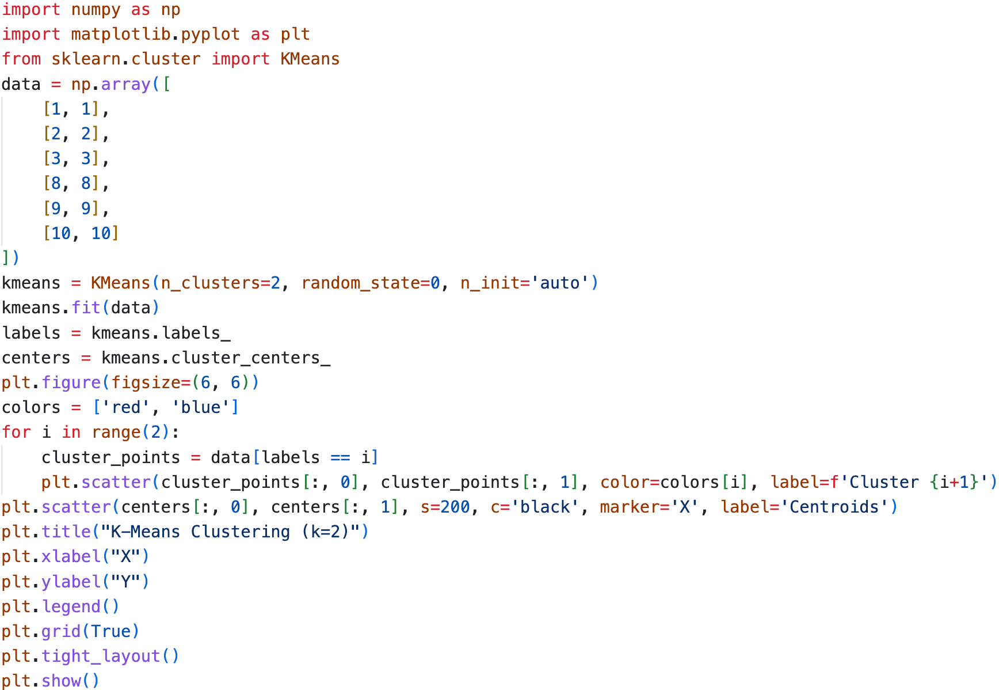 import numpy as np
import matplotlib.pyplot as plt
from sklearn.cluster import KMeans
data = np.array([
    [1, 1],
    [2, 2],
    [3, 3],
    [8, 8],
    [9, 9],
    [10, 10]
])
kmeans = KMeans(n_clusters=2, random_state=0, n_init='auto')
kmeans.fit(data)
labels = kmeans.labels_
centers = kmeans.cluster_centers_
plt.figure(figsize=(6, 6))
colors = ['red', 'blue']
for i in range(2):
    cluster_points = data[labels == i]
    plt.scatter(cluster_points[:, 0], cluster_points[:, 1], color=colors[i], label=f'Cluster {i+1}')
plt.scatter(centers[:, 0], centers[:, 1], s=200, c='black', marker='X', label='Centroids')
plt.title("K-Means Clustering (k=2)")
plt.xlabel("X")
plt.ylabel("Y")
plt.legend()
plt.grid(True)
plt.tight_layout()
plt.show()